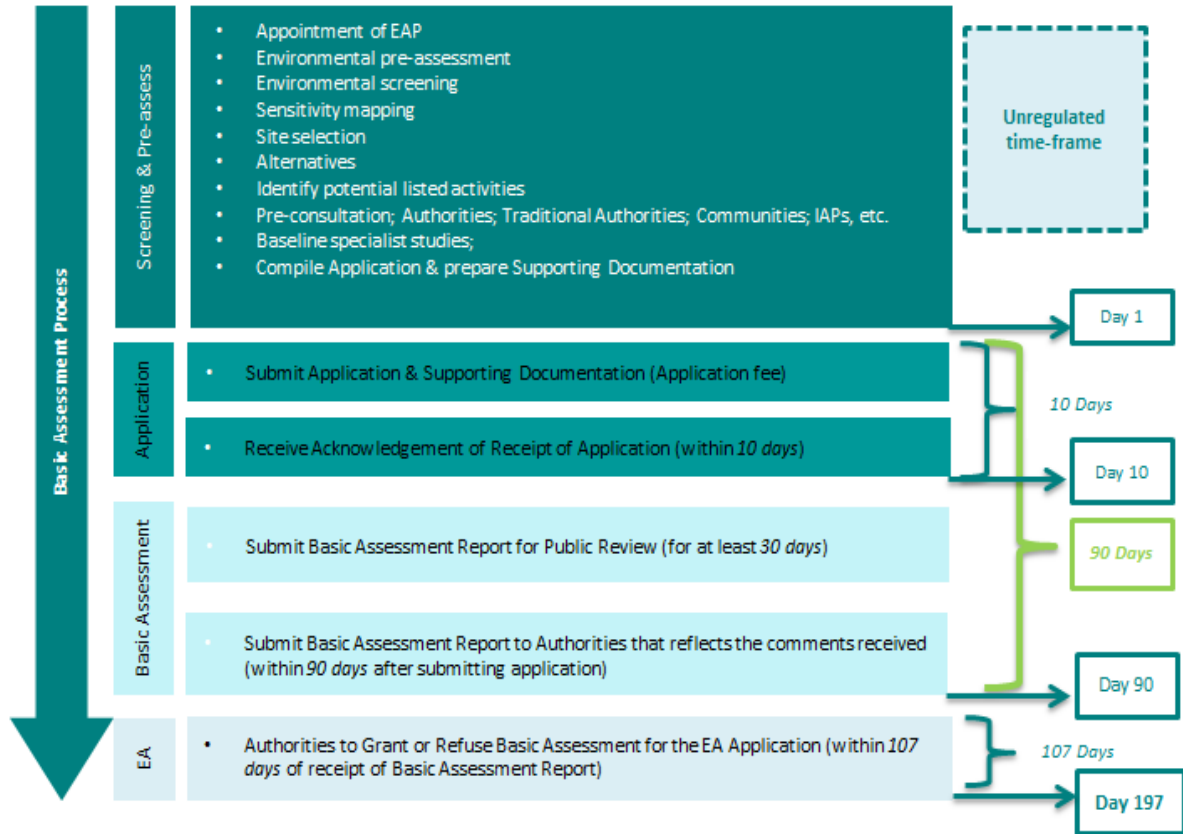 Basic Assessment Process
Screening & Pre-assess
• Appointment of EAP
• Environmental pre-assessment
• Environmental screening
• Sensitivity mapping
• Site selection
• Alternatives
• Identify potential listed activities
• Pre-consultation; Authorities; Traditional Authorities; Communities; IAPs, etc.
• Baseline specialist studies;
• Compile Application & prepare Supporting Documentation
Unregulated
time-frame
Day 1
Application
• Submit Application & Supporting Documentation (Application fee)
10 Days
• Receive Acknowledgement of Receipt of Application (within 10 days)
Day 10
Basic Assessment
• Submit Basic Assessment Report for Public Review (for at least 30 days)
90 Days
• Submit Basic Assessment Report to Authorities that reflects the comments received
(within 90 days after submitting application)
Day 90
EA
• Authorities to Grant or Refuse Basic Assessment for the EA Application (within 107
days of receipt of Basic Assessment Report)
107 Days
Day 197